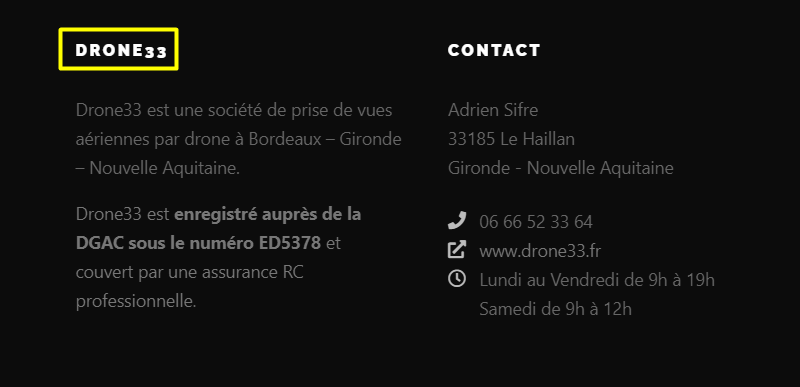 DRONE33
Drone33 est une société de prise de vues
aériennes par drone à Bordeaux – Gironde
– Nouvelle Aquitaine.
Drone33 est enregistré auprès de la
DGAC sous le numéro ED5378 et
couvert par une assurance RC
professionnelle.
CONTACT
Adrien Sifre
33185 Le Haillan
Gironde - Nouvelle Aquitaine
06 66 52 33 64
www.drone33.fr
Lundi au Vendredi de 9h à 19h
Samedi de 9h à 12h